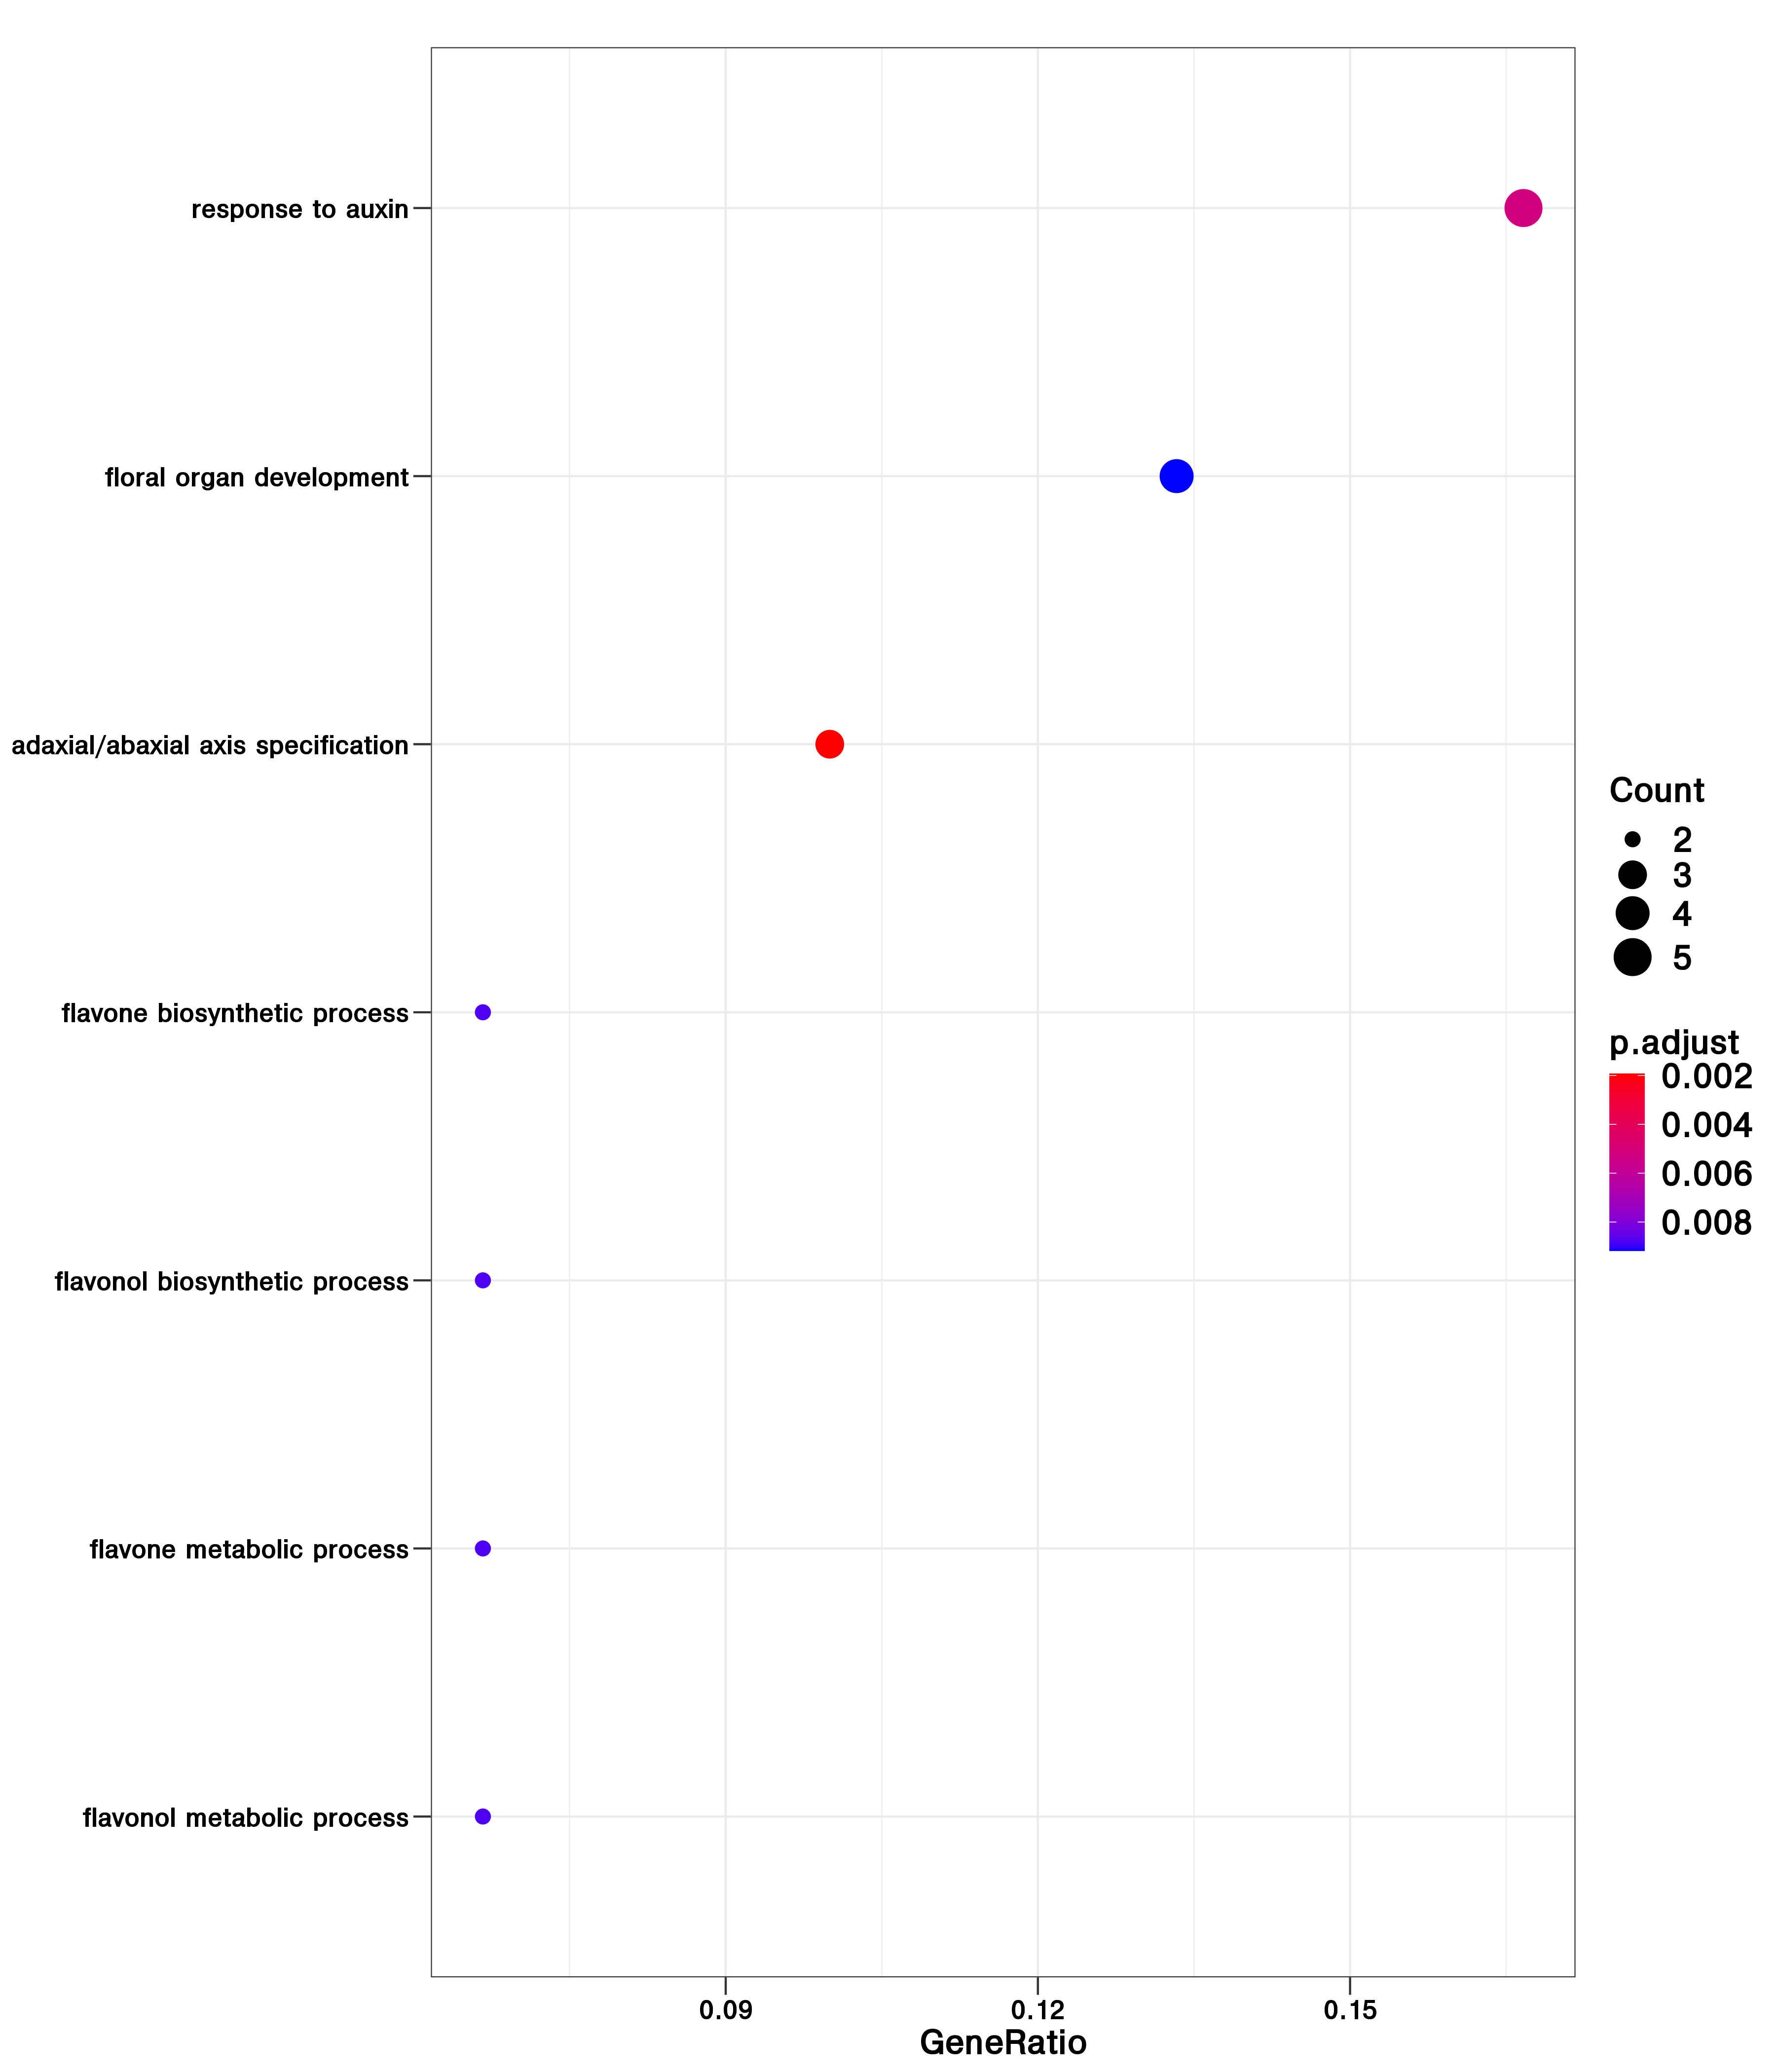 response to auxin
floral organ development
adaxial/abaxial axis specification
flavone biosynthetic process
flavonol biosynthetic process
flavone metabolic process
flavonol metabolic process
0.09 0.12 0.15
GeneRatio
Count
2
3
4
5
p.adjust
0.002
0.004
0.006
0.008